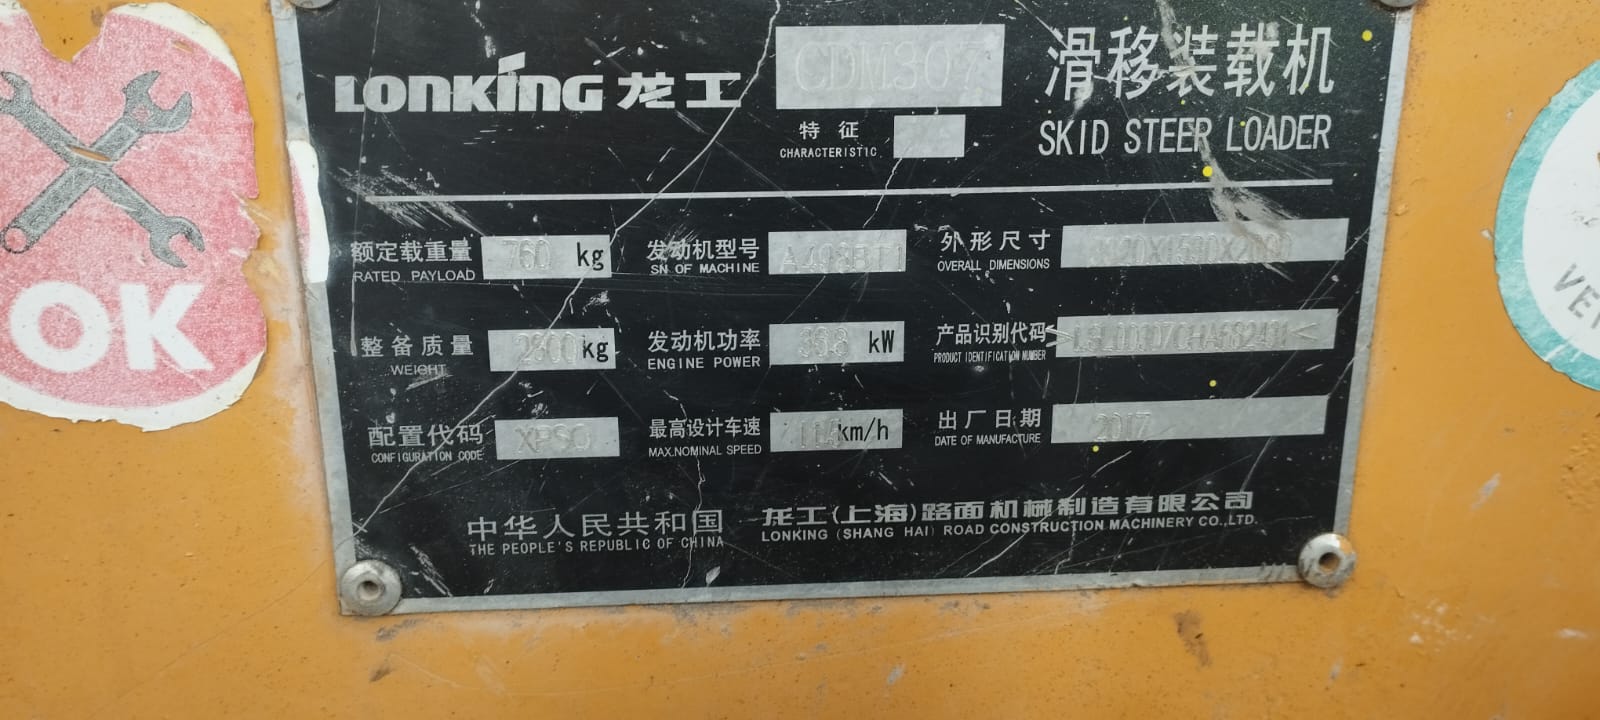 LONKING 龙工
CDM307
滑移装载机
特征
CHARACTERISTIC
SKID STEER LOADER
额定载重量 760 kg
RATED PAYLOAD
发动机型号
SN OF MACHINE
外形尺寸
OVERALL DIMENSIONS
整备质量 kg
WEIGHT
发动机功率 kW
ENGINE POWER
产品识别代码
PRODUCT IDENTIFICATION NUMBER
配置代码
CONFIGURATION CODE
最高设计车速 km/h
MAX.NOMINAL SPEED
出厂日期 2017
DATE OF MANUFACTURE
中华人民共和国
THE PEOPLE'S REPUBLIC OF CHINA
龙工(上海)路面机械制造有限公司
LONKING (SHANG HAI) ROAD CONSTRUCTION MACHINERY CO.,LTD.
OK